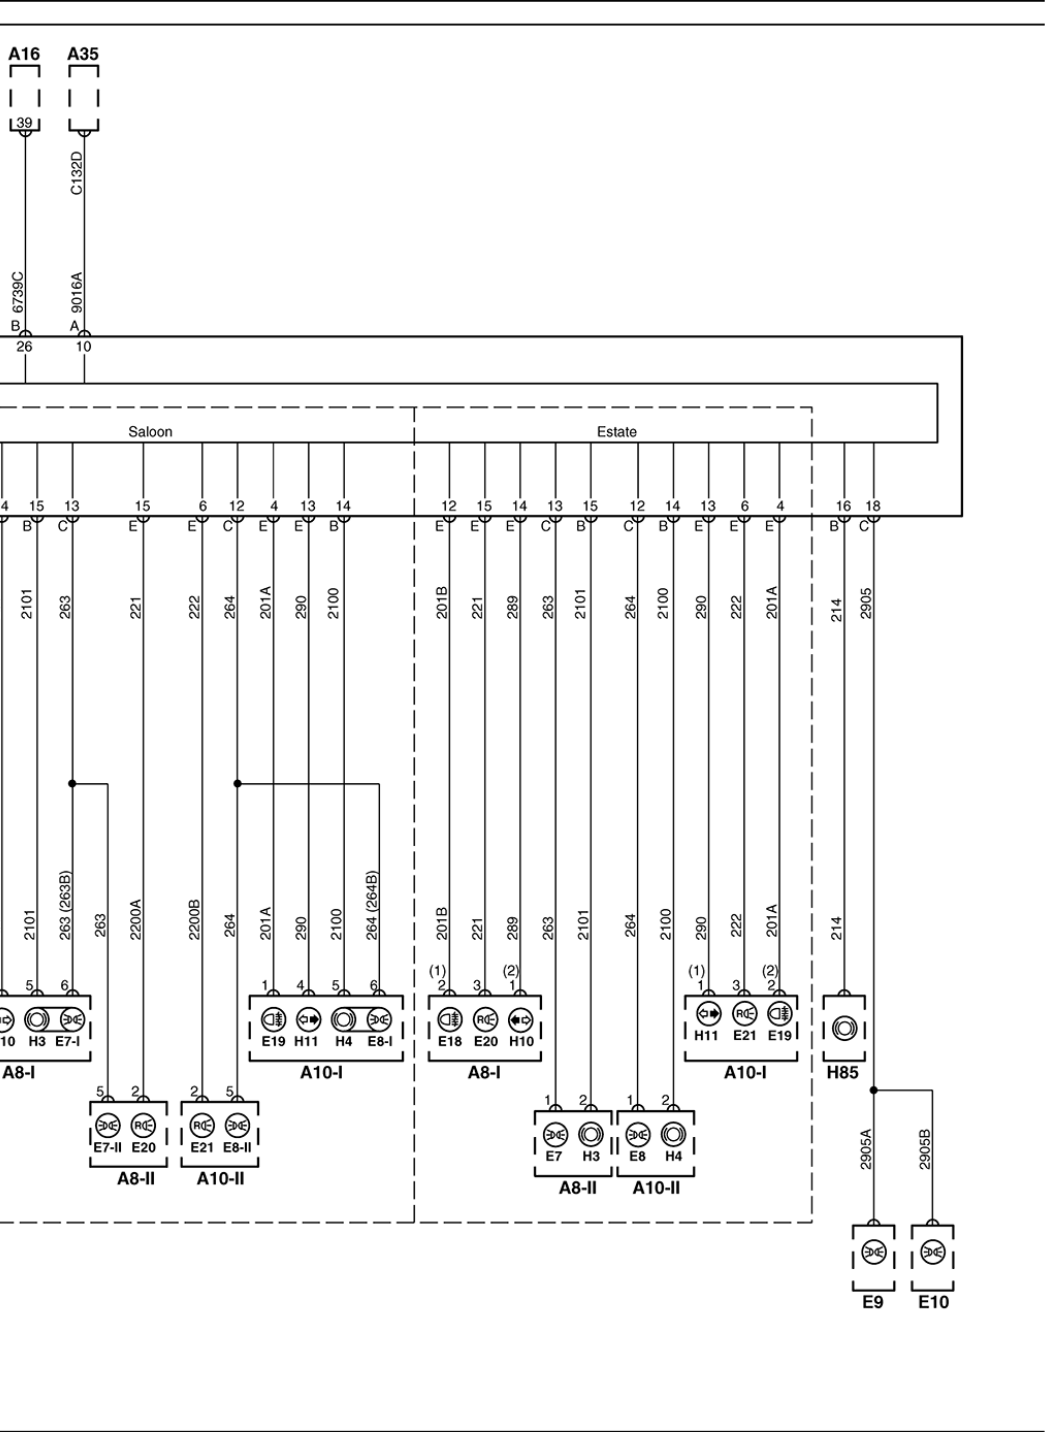 A16 A35
39
C132D
6739C 9016A
B A
26 10
Saloon Estate
4 15 13 15 6 12 4 13 14 12 15 14 13 15 12 14 13 6 4 16 18
B C E E C E E B E E E C B C B E E E B C
2101 263 221 222 264 201A 290 2100 201B 221 289 263 2101 264 2100 290 222 201A 214 2905
2101 263 (263B) 263 2200A 2200B 264 201A 290 2100 264 (264B) 201B 221 289 263 2101 264 2100 290 222 201A 214
(1) (2) (1) (2)
5 6 1 4 5 6 2 3 1 1 3 2
R R
10 H3 E7-I E19 H11 H4 E8-I E18 E20 H10 H11 E21 E19
A8-I A10-I A8-I A10-I H85
5 2 2 5 1 2 1 2
R R
E7-II E20 E21 E8-II E7 H3 E8 H4
A8-II A10-II A8-II A10-II
2905A 2905B
E9 E10